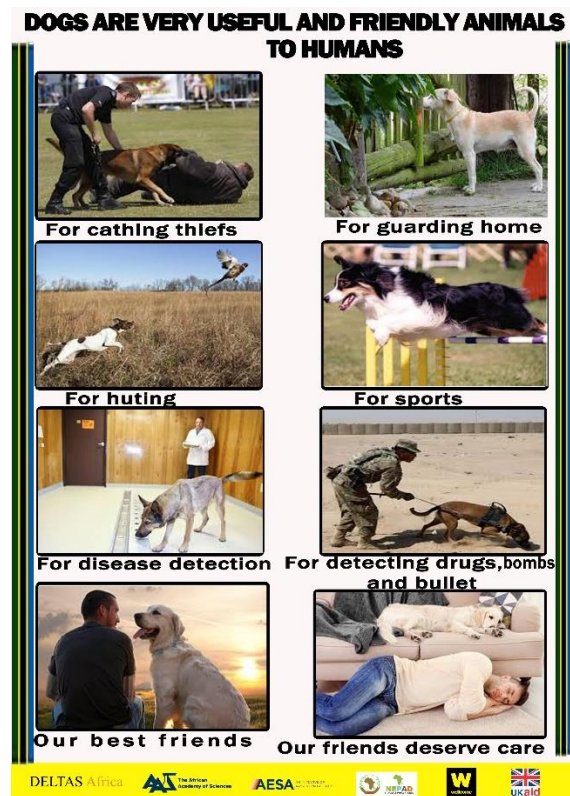 DOGS ARE VERY USEFUL AND FRIENDLY ANIMALS
TO HUMANS
For cathing thiefs
For guarding home
For huting
For sports
For disease detection
For detecting drugs,bombs
and bullet
Our best friends
Our friends deserve care
DELTAS Africa
The African
Academy of Sciences
AESA
NEPAD
W
wellcome
UKaid